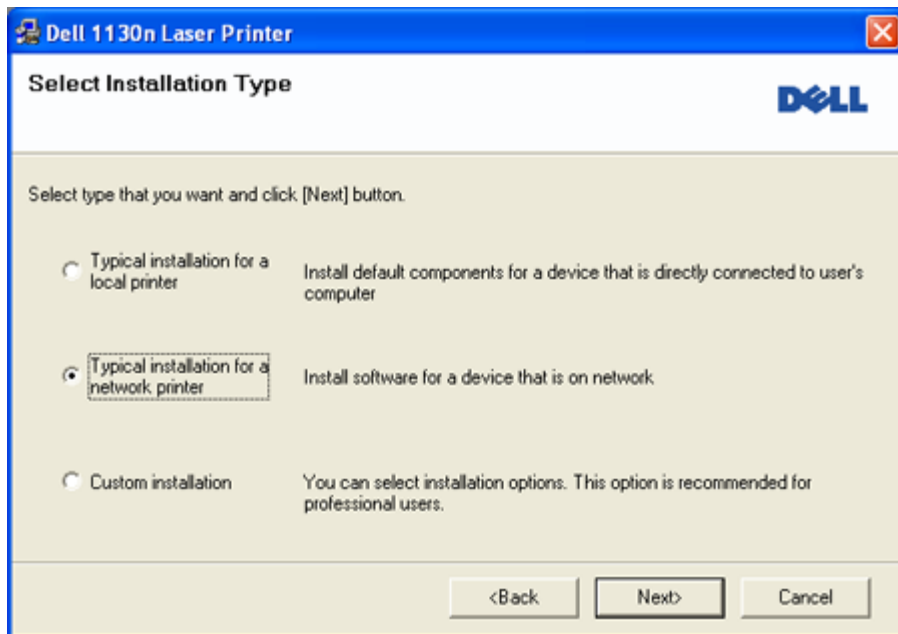 Dell 1130n Laser Printer
Select Installation Type
DELL
Select type that you want and click [Next] button.
Typical installation for a
local printer
Install default components for a device that is directly connected to user's
computer
Typical installation for a
network printer
Install software for a device that is on network
Custom installation
You can select installation options. This option is recommended for
professional users.
<Back
Next>
Cancel